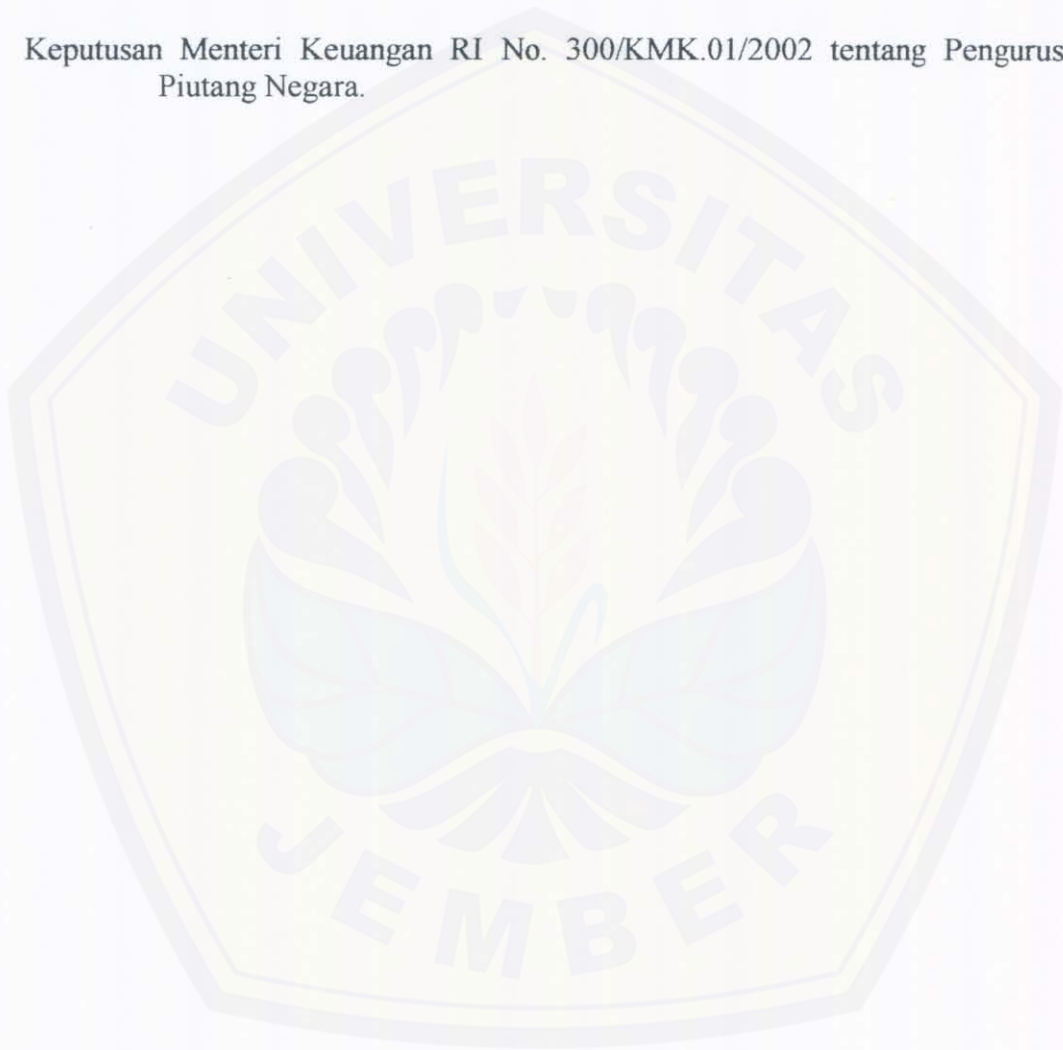 Keputusan Menteri Keuangan RI No. 300/KMK.01/2002 tentang Pengurus
Piutang Negara.
UNIVERSITAS
JEMBER